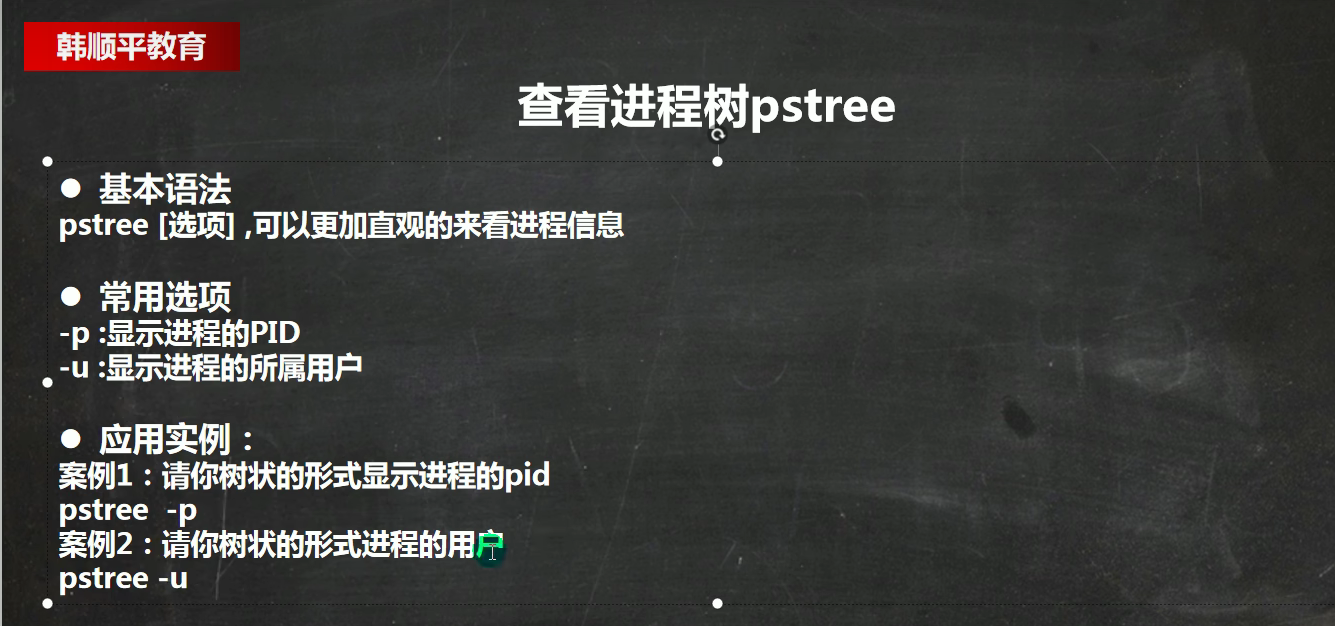 韩顺平教育
查看进程树pstree
● 基本语法
pstree [选项] ,可以更加直观的来看进程信息
● 常用选项
-p :显示进程的PID
-u :显示进程的所属用户
● 应用实例：
案例1：请你树状的形式显示进程的pid
pstree  -p
案例2：请你树状的形式进程的用户
pstree -u